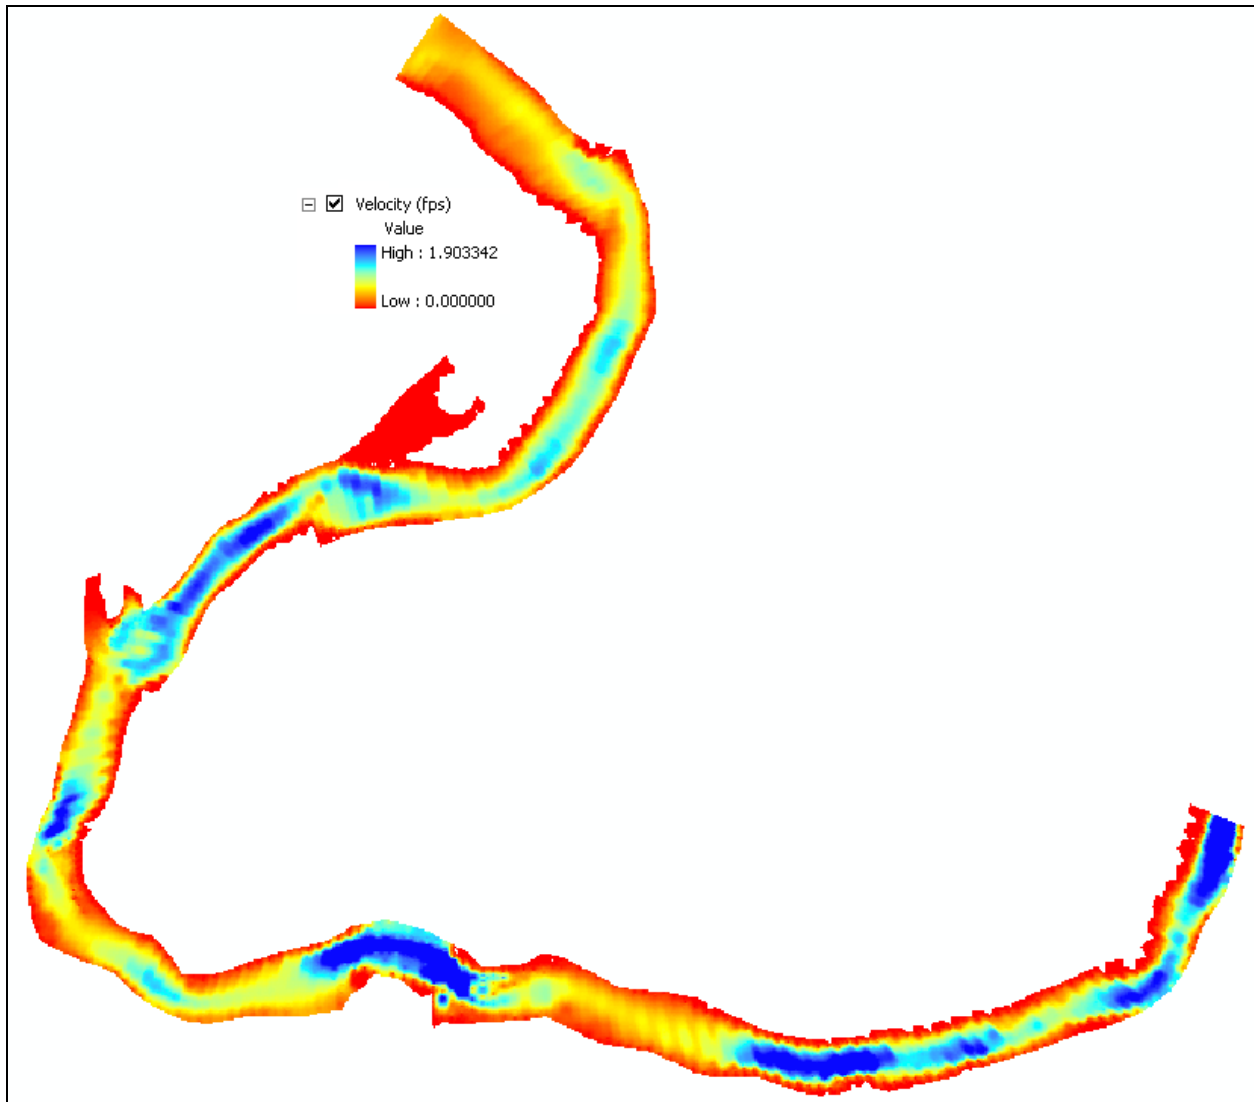 Velocity (fps)
Value
High : 1.903342
Low : 0.000000